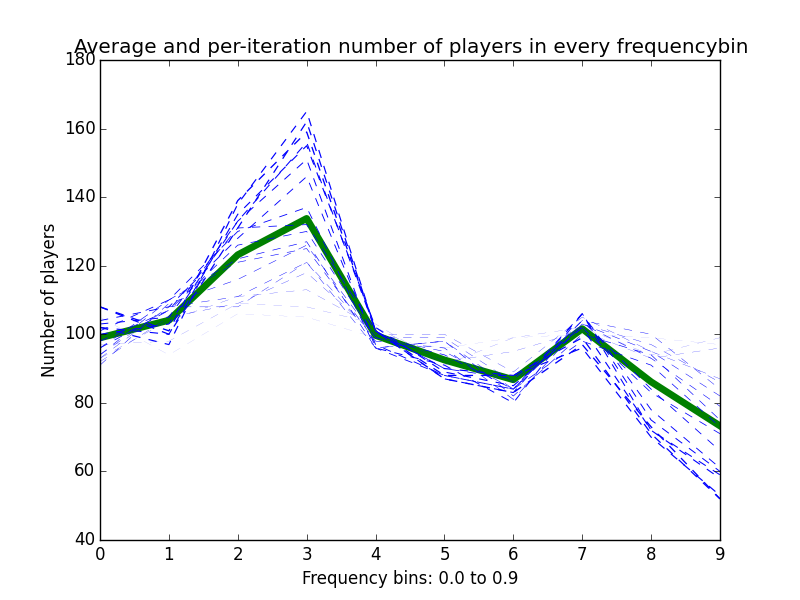 Average and per-iteration number of players in every frequencybin
180
160
140
120
100
80
60
40
Number of players
0 1 2 3 4 5 6 7 8 9
Frequency bins: 0.0 to 0.9